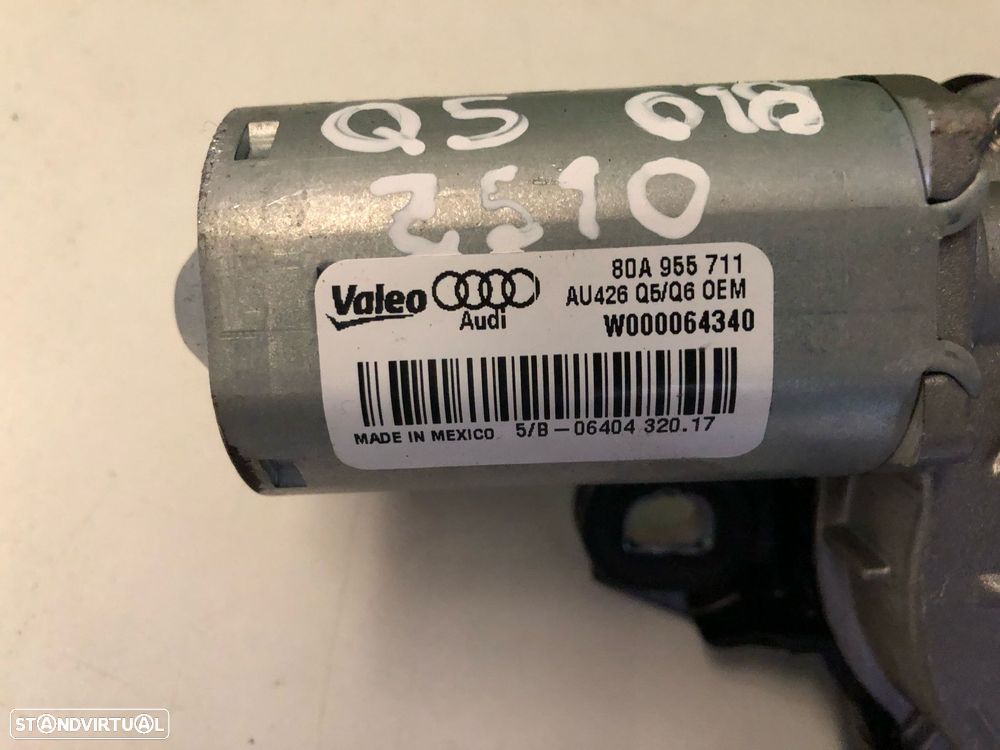 Q5 018
2510
Valeo Audi
80A 955 711
AU426 Q5/Q6 OEM
W000064340
MADE IN MEXICO 5/B-06404 320.17
STANDVIRTUAL